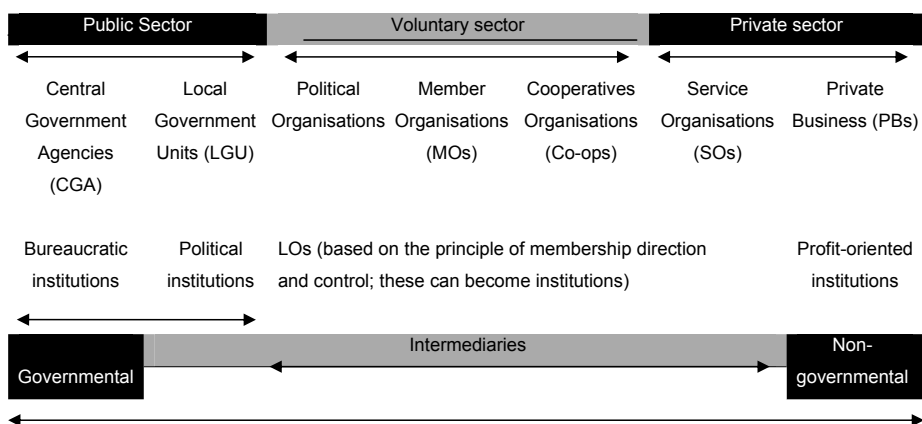 Public Sector Voluntary sector Private sector
Central
Government
Agencies
(CGA)
Local
Government
Units (LGU)
Political
Organisations
Member
Organisations
(MOs)
Cooperatives
Organisations
(Co-ops)
Service
Organisations
(SOs)
Private
Business (PBs)
Bureaucratic
institutions
Political
institutions
LOs (based on the principle of membership direction
and control; these can become institutions)
Profit-oriented
institutions
Governmental
Intermediaries
Non-
governmental